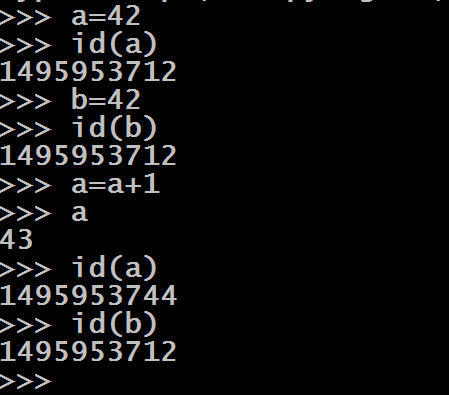 >>> a=42
>>> id(a)
1495953712
>>> b=42
>>> id(b)
1495953712
>>> a=a+1
>>> a
43
>>> id(a)
1495953744
>>> id(b)
1495953712
>>>